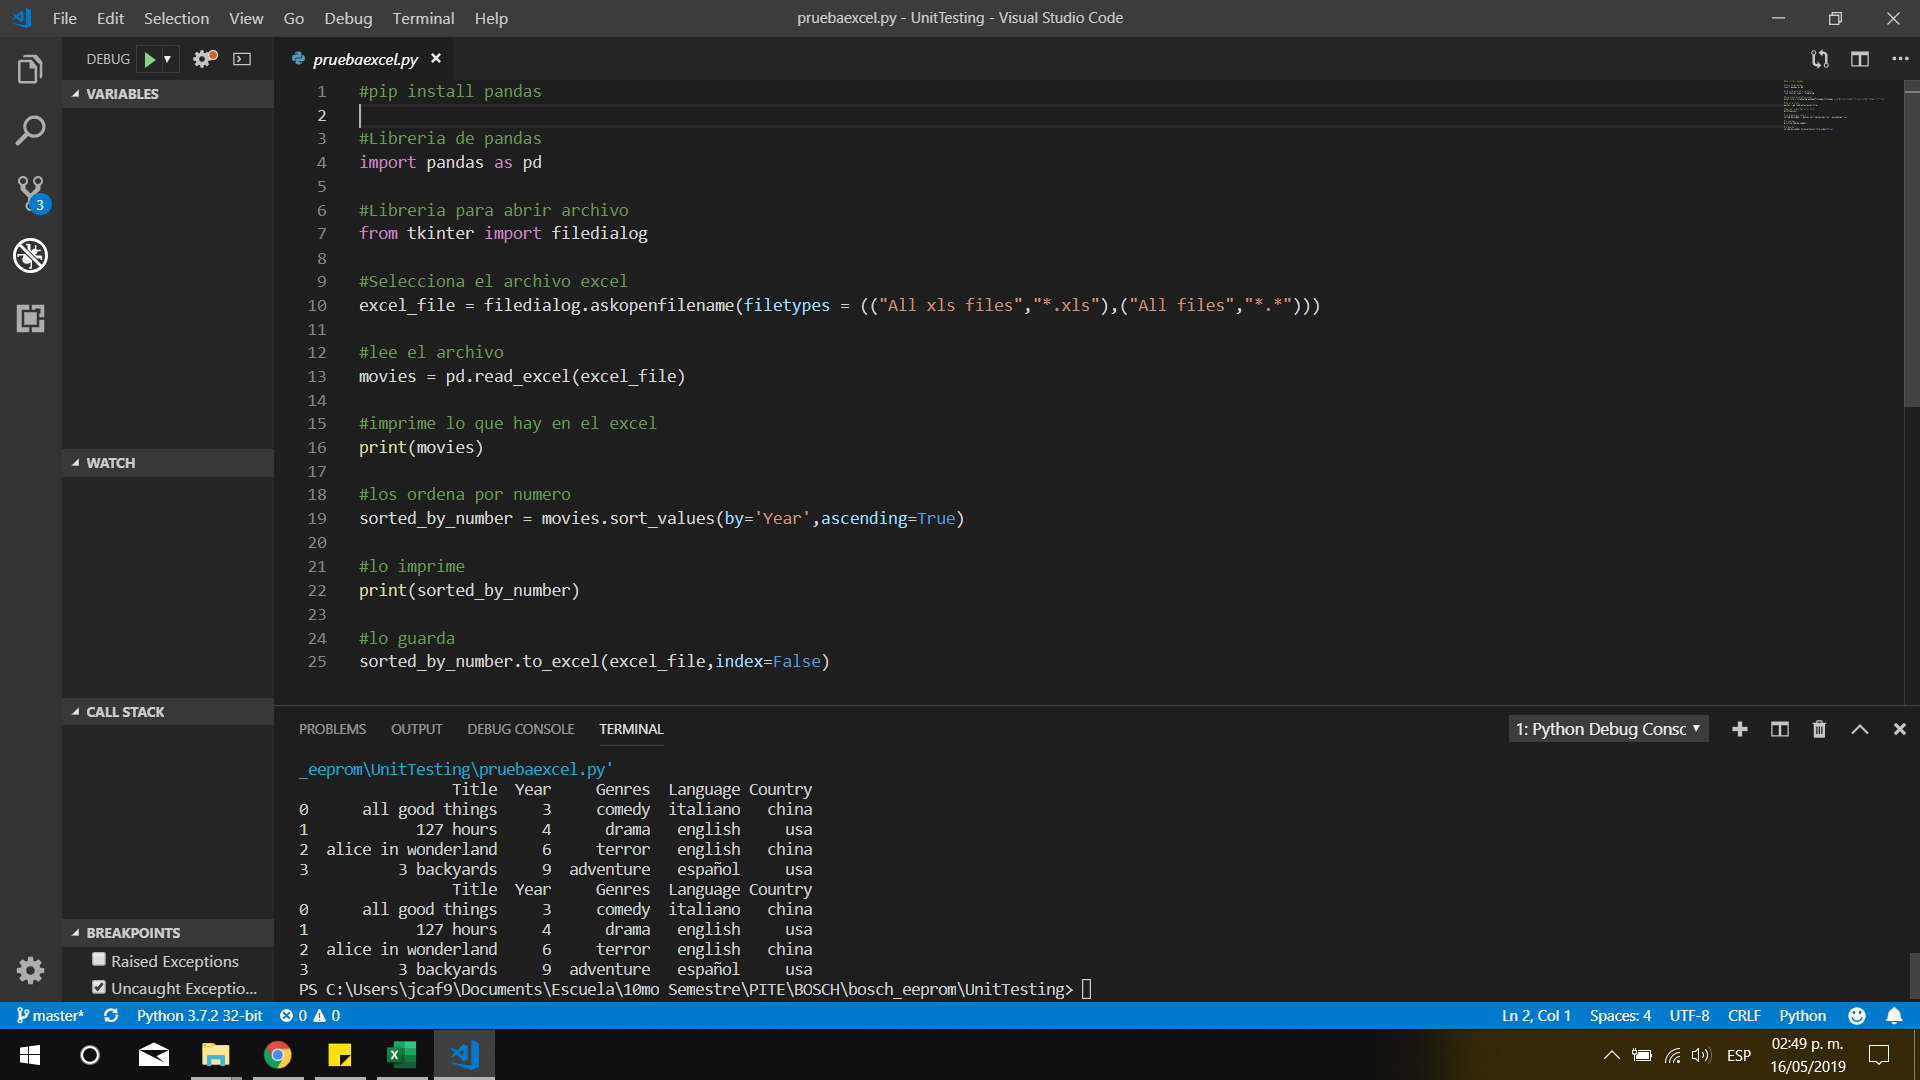 File Edit Selection View Go Debug Terminal Help
pruebaexcel.py - UnitTesting - Visual Studio Code
DEBUG
pruebaexcel.py
VARIABLES
WATCH
CALL STACK
BREAKPOINTS
Raised Exceptions
Uncaught Exceptio...
3
1 #pip install pandas
2
3 #Libreria de pandas
4 import pandas as pd
5
6 #Libreria para abrir archivo
7 from tkinter import filedialog
8
9 #Selecciona el archivo excel
10 excel_file = filedialog.askopenfilename(filetypes = (("All xls files","*.xls"),("All files","*.*")))
11
12 #lee el archivo
13 movies = pd.read_excel(excel_file)
14
15 #imprime lo que hay en el excel
16 print(movies)
17
18 #los ordena por numero
19 sorted_by_number = movies.sort_values(by='Year',ascending=True)
20
21 #lo imprime
22 print(sorted_by_number)
23
24 #lo guarda
25 sorted_by_number.to_excel(excel_file,index=False)
PROBLEMS OUTPUT DEBUG CONSOLE TERMINAL
1: Python Debug Consc
_eeprom\UnitTesting\pruebaexcel.py'
Title Year Genres Language Country
0 all good things 3 comedy italiano china
1 127 hours 4 drama english usa
2 alice in wonderland 6 terror english china
3 3 backyards 9 adventure español usa
Title Year Genres Language Country
0 all good things 3 comedy italiano china
1 127 hours 4 drama english usa
2 alice in wonderland 6 terror english china
3 3 backyards 9 adventure español usa
PS C:\Users\jcaf9\Documents\Escuela\10mo Semestre\PITE\BOSCH\bosch_eeprom\UnitTesting>
master* Python 3.7.2 32-bit 0 0
Ln 2, Col 1 Spaces: 4 UTF-8 CRLF Python
ESP
02:49 p. m.
16/05/2019